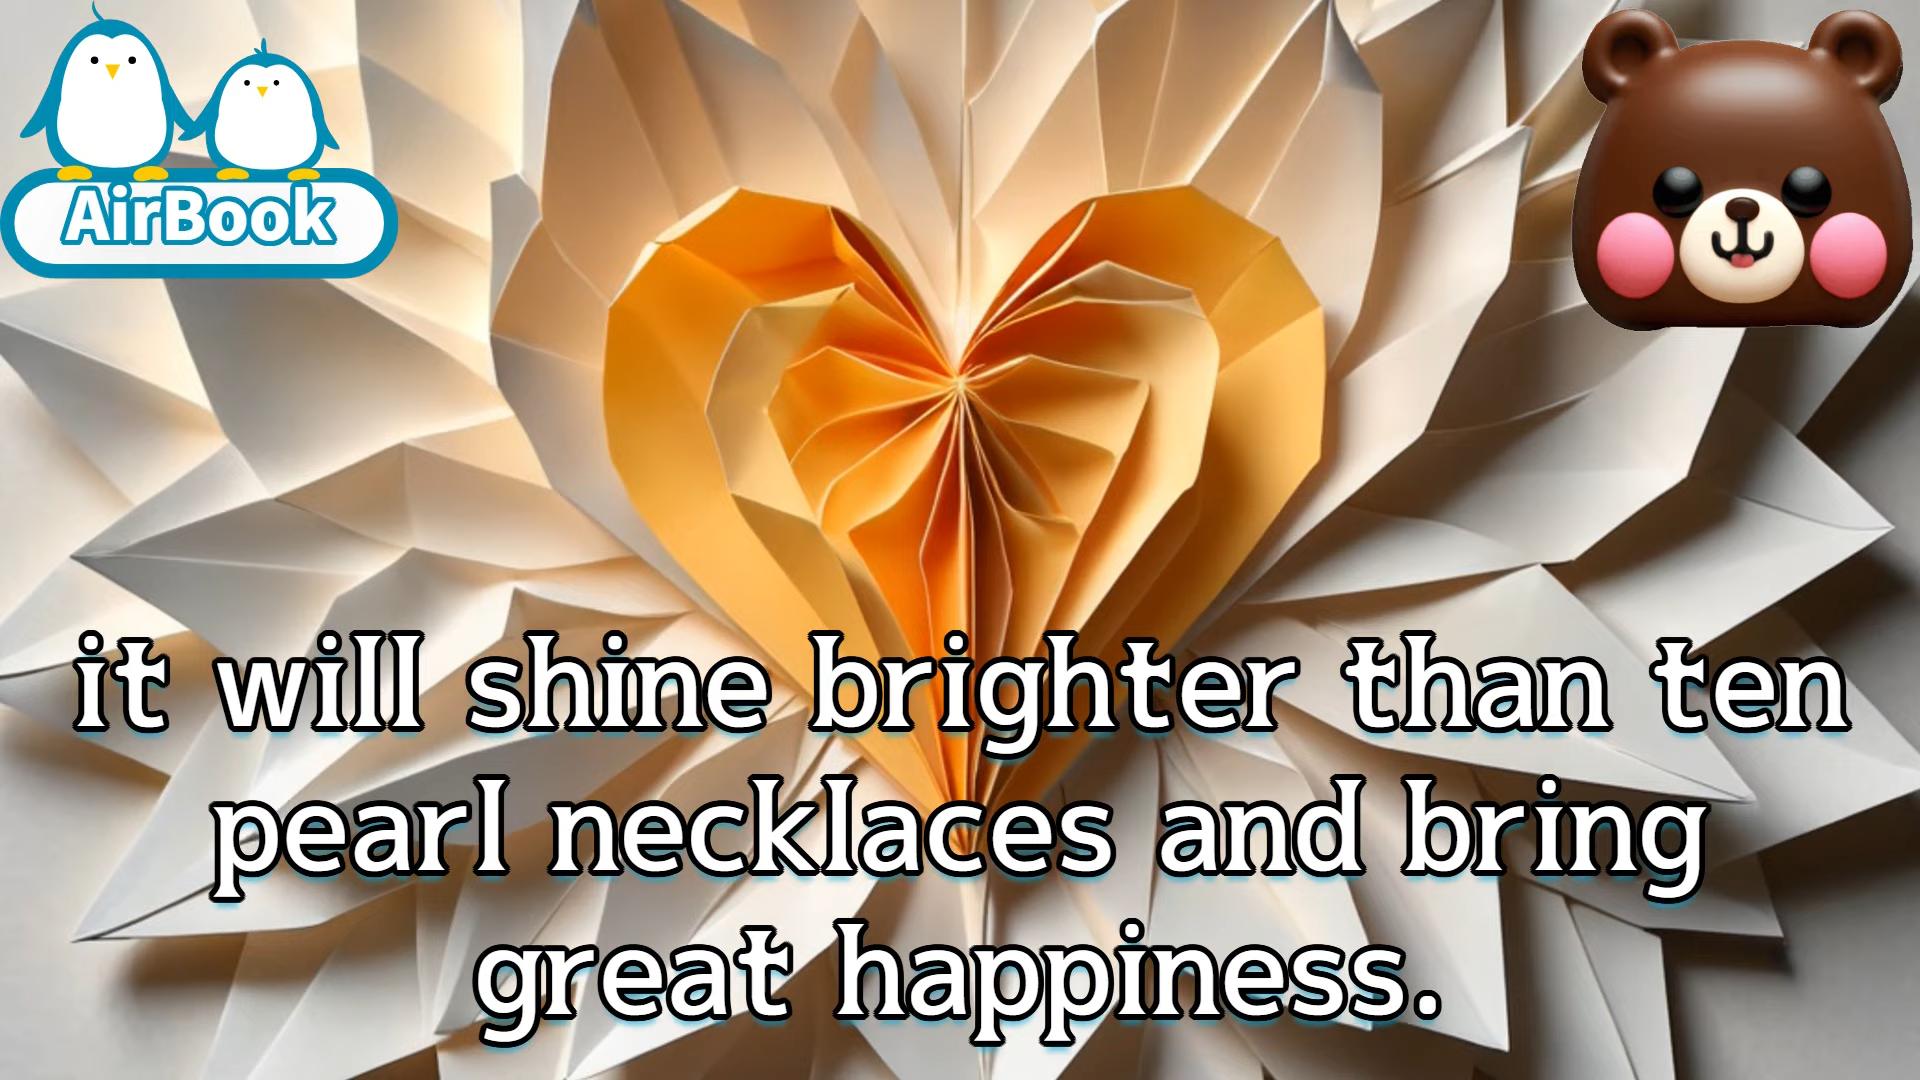 AirBook
it will shine brighter than ten
pearl necklaces and bring
great happiness.